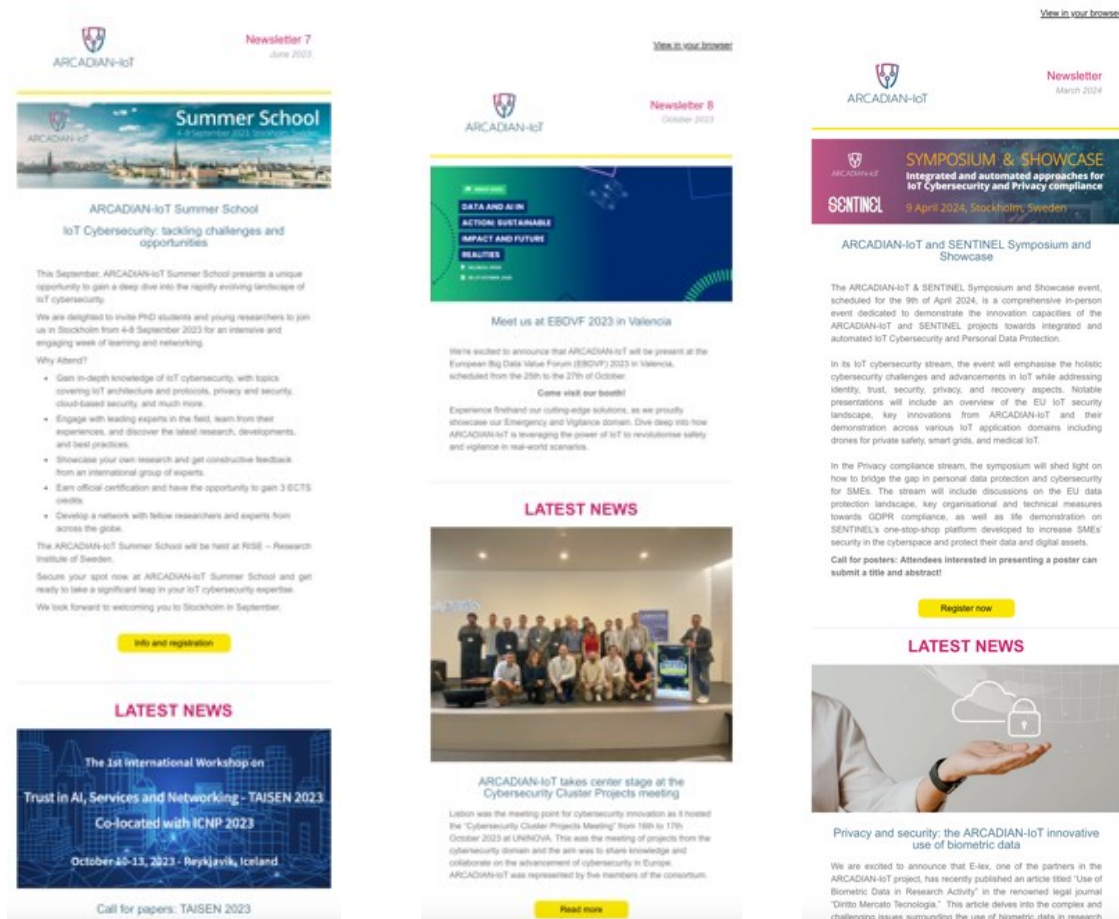 ARCADIAN-IoT
Newsletter 7
June 2023
ARCADIAN-IoT
Summer School
4-8 September 2023 Stockholm, Sweden
ARCADIAN-IoT Summer School
IoT Cybersecurity: tackling challenges and
opportunities
This September, ARCADIAN-IoT Summer School presents a unique
opportunity to gain a deep dive into the rapidly evolving landscape of
IoT cybersecurity.
We are delighted to invite PhD students and young researchers to join
us in Stockholm from 4-8 September 2023 for an intensive and
engaging week of learning and networking.
Why Attend?
• Gain in-depth knowledge of IoT cybersecurity, with topics
covering IoT architecture and protocols, privacy and security,
cloud-based security, and much more.
• Engage with leading experts in the field, learn from their
experiences, and discover the latest research, developments,
and best practices.
• Showcase your own research and get constructive feedback
from an international group of experts.
• Earn official certification and have the opportunity to gain 3 ECTS
credits.
• Develop a network with fellow researchers and experts from
across the globe.
The ARCADIAN-IoT Summer School will be held at RISE – Research
Institute of Sweden.
Secure your spot now at ARCADIAN-IoT Summer School and get
ready to take a significant leap in your IoT cybersecurity expertise.
We look forward to welcoming you to Stockholm in September.
Info and registration
LATEST NEWS
The 1st International Workshop on
Trust in AI, Services and Networking - TAISEN 2023
Co-located with ICNP 2023
October 10-13, 2023 - Reykjavik, Iceland
Call for papers: TAISEN 2023
View in your browser
ARCADIAN-IoT
Newsletter 8
October 2023
DATA AND AI IN
ACTION: SUSTAINABLE
IMPACT AND FUTURE
REALITIES
Meet us at EBDVF 2023 in Valencia
We're excited to announce that ARCADIAN-IoT will be present at the
European Big Data Value Forum (EBDVF) 2023 in Valencia,
scheduled from the 25th to the 27th of October.
Come visit our booth!
Experience firsthand our cutting-edge solutions, as we proudly
showcase our Emergency and Vigilance domain. Dive deep into how
ARCADIAN-IoT is leveraging the power of IoT to revolutionise safety
and vigilance in real-world scenarios.
LATEST NEWS
ARCADIAN-IoT takes center stage at the
Cybersecurity Cluster Projects meeting
Lisbon was the meeting point for cybersecurity innovation as it hosted
the "Cybersecurity Cluster Projects Meeting" from 16th to 17th
October 2023 at UNINOVA. This was the meeting of projects from the
cybersecurity domain and the aim was to share knowledge and
collaborate on the advancement of cybersecurity in Europe.
ARCADIAN-IoT was represented by five members of the consortium.
Read more
View in your browser
ARCADIAN-IoT
Newsletter
March 2024
ARCADIAN-IoT
SENTINEL
SYMPOSIUM & SHOWCASE
Integrated and automated approaches for
IoT Cybersecurity and Privacy compliance
9 April 2024, Stockholm, Sweden
ARCADIAN-IoT and SENTINEL Symposium and
Showcase
The ARCADIAN-IoT & SENTINEL Symposium and Showcase event,
scheduled for the 9th of April 2024, is a comprehensive in-person
event dedicated to demonstrate the innovation capacities of the
ARCADIAN-IoT and SENTINEL projects towards integrated and
automated IoT Cybersecurity and Personal Data Protection.
In its IoT cybersecurity stream, the event will emphasise the holistic
cybersecurity challenges and advancements in IoT while addressing
identity, trust, security, privacy, and recovery aspects. Notable
presentations will include an overview of the EU IoT security
landscape, key innovations from ARCADIAN-IoT and their
demonstration across various IoT application domains including
drones for private safety, smart grids, and medical IoT.
In the Privacy compliance stream, the symposium will shed light on
how to bridge the gap in personal data protection and cybersecurity
for SMEs. The stream will include discussions on the EU data
protection landscape, key organisational and technical measures
towards GDPR compliance, as well as life demonstration on
SENTINEL's one-stop-shop platform developed to increase SMEs'
security in the cyberspace and protect their data and digital assets.
Call for posters: Attendees interested in presenting a poster can
submit a title and abstract!
Register now
LATEST NEWS
Privacy and security: the ARCADIAN-IoT innovative
use of biometric data
We are excited to announce that E-lex, one of the partners in the
ARCADIAN-IoT project, has recently published an article titled "Use of
Biometric Data in Research Activity" in the renowned legal journal
"Diritto Mercato Tecnologia." This article delves into the complex and
challenging issues surrounding the use of biometric data in research